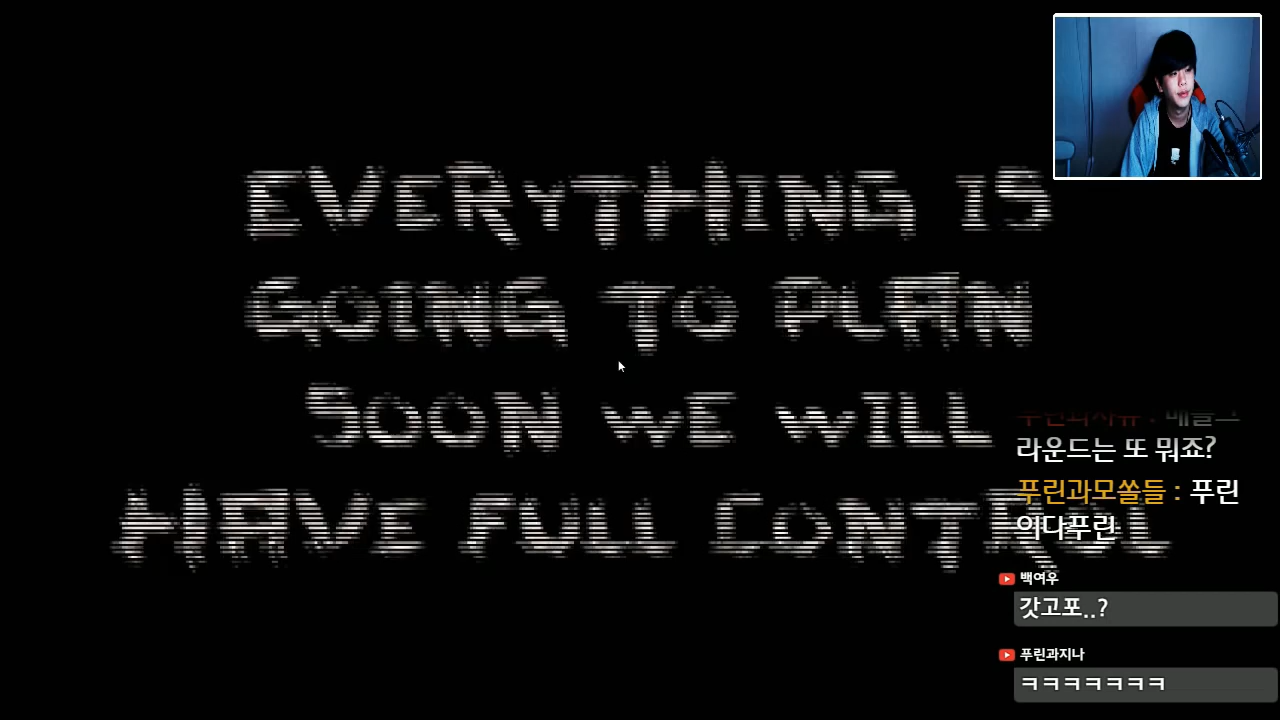 EVERYTHING IS
GOING TO PLAN
SOON WE WILL
HAVE FULL CONTROL
라운드는 또 뭐죠?
푸린과모쏠들 : 푸린
의다푸린
백여우
갓고포..?
푸린과지나
ㅋㅋㅋㅋㅋㅋㅋ